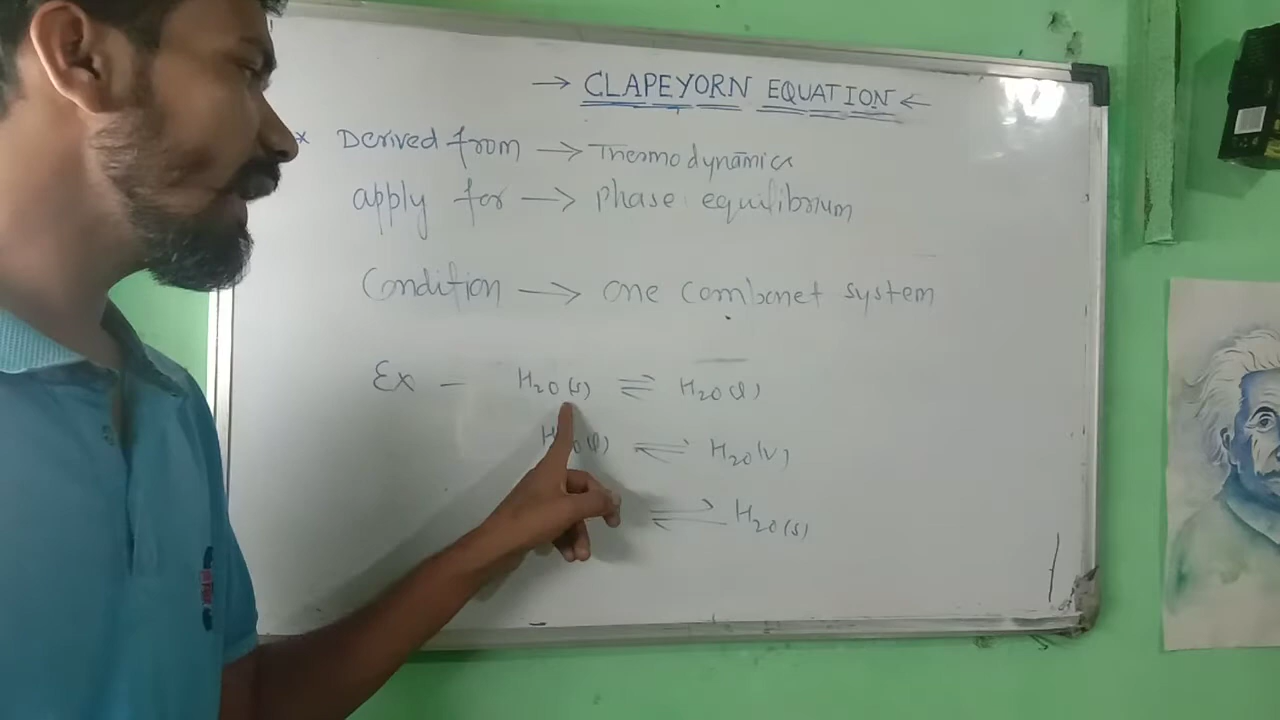 → CLAPEYORN EQUATION ←
* Derived from → Thermodynamics
apply for → phase equilibrium
Condition → one combonet system
Ex - H2O(s) ⇌ H2O(l)
H2O(l) ⇌ H2O(v)
⇌ H2O(s)